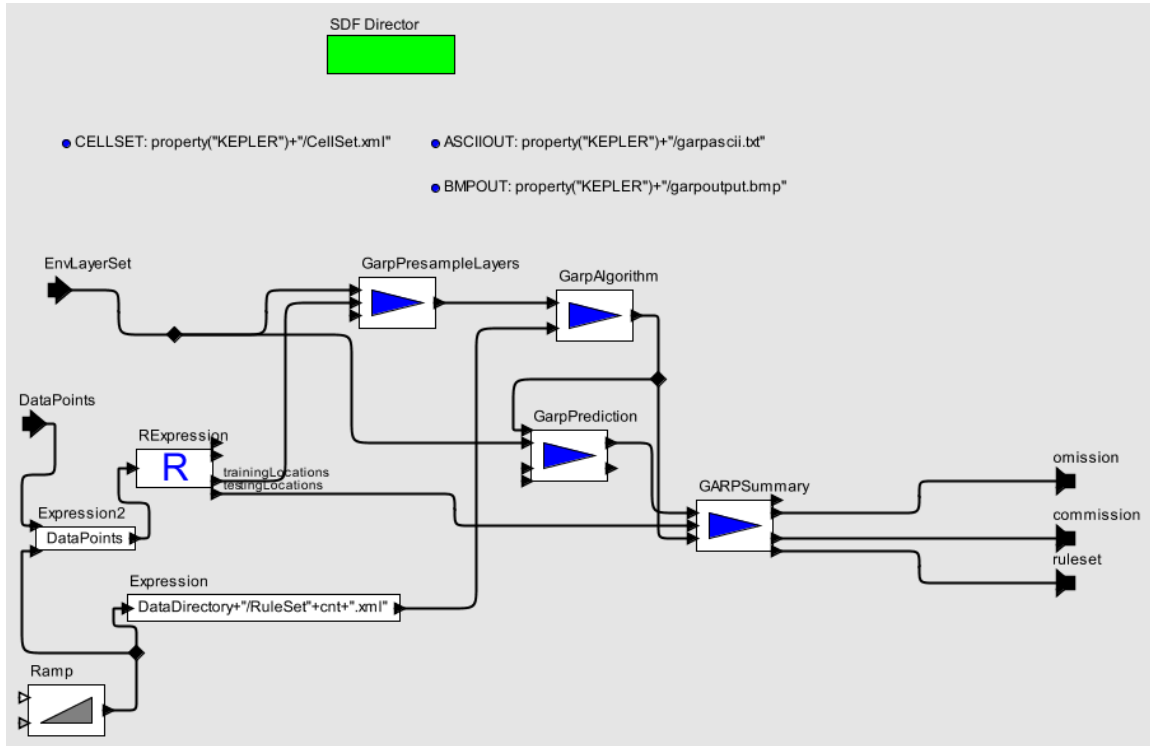 SDF Director
CELLSET: property("KEPLER")+"/CellSet.xml"
ASCIIOUT: property("KEPLER")+"/garpascii.txt"
BMPOUT: property("KEPLER")+"/garpoutput.bmp"
EnvLayerSet
GarpPresampleLayers
GarpAlgorithm
DataPoints
RExpression
R
trainingLocations
testingLocations
GarpPrediction
GARPSummary
omission
commission
ruleset
Expression2
DataPoints
Expression
DataDirectory+"/RuleSet"+cnt+".xml"
Ramp